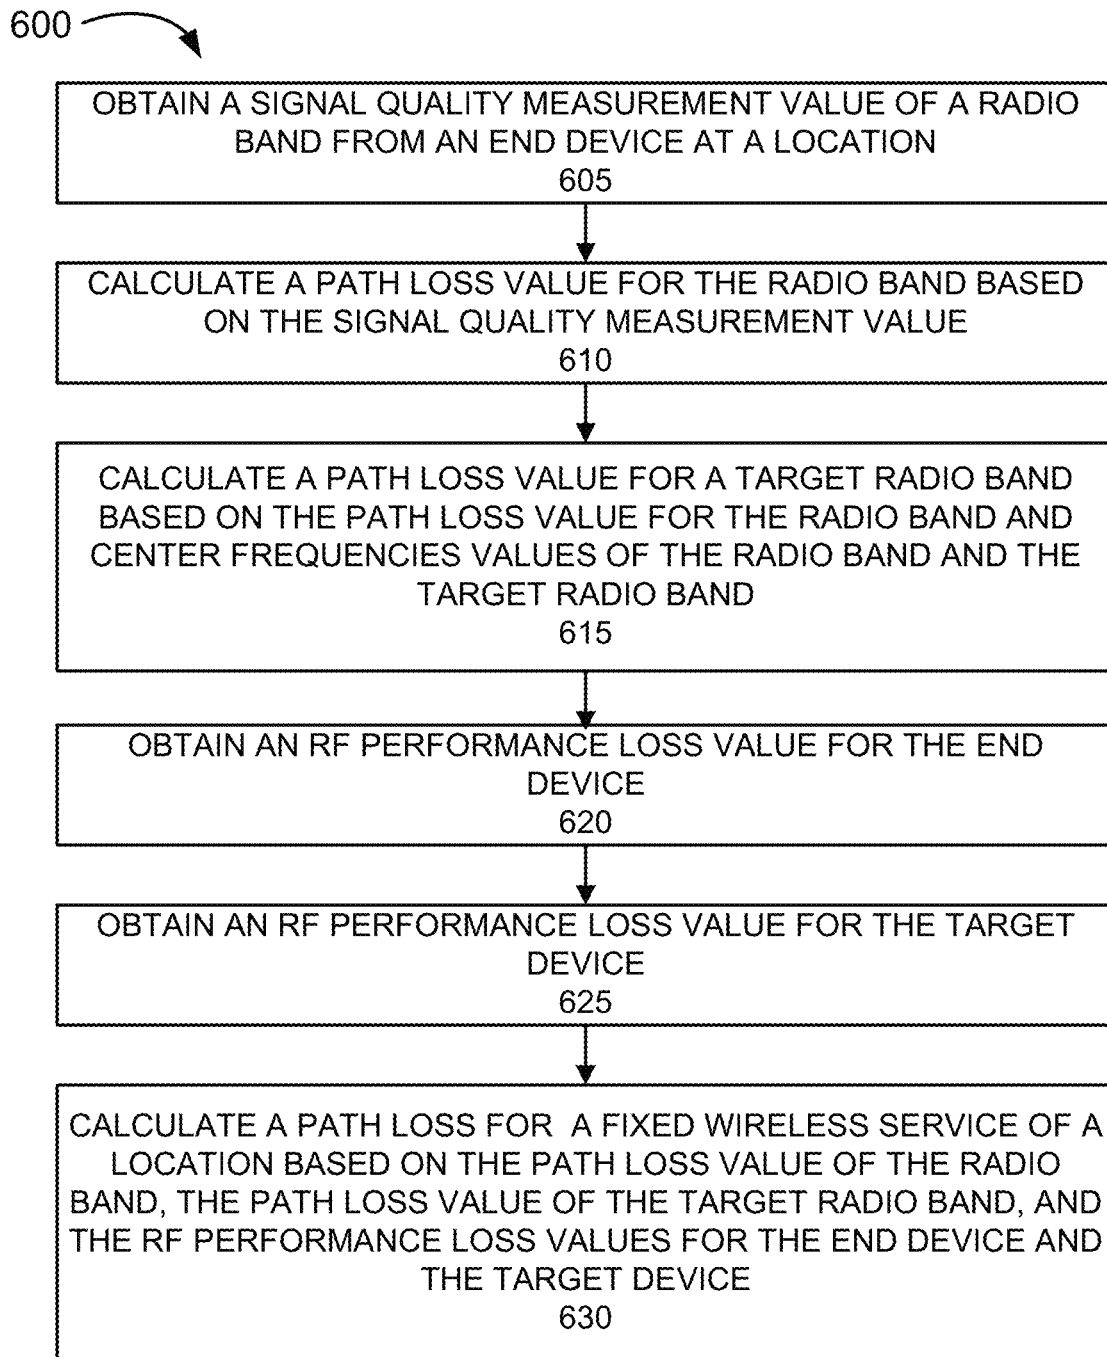 600
OBTAIN A SIGNAL QUALITY MEASUREMENT VALUE OF A RADIO
BAND FROM AN END DEVICE AT A LOCATION
605
CALCULATE A PATH LOSS VALUE FOR THE RADIO BAND BASED
ON THE SIGNAL QUALITY MEASUREMENT VALUE
610
CALCULATE A PATH LOSS VALUE FOR A TARGET RADIO BAND
BASED ON THE PATH LOSS VALUE FOR THE RADIO BAND AND
CENTER FREQUENCIES VALUES OF THE RADIO BAND AND THE
TARGET RADIO BAND
615
OBTAIN AN RF PERFORMANCE LOSS VALUE FOR THE END
DEVICE
620
OBTAIN AN RF PERFORMANCE LOSS VALUE FOR THE TARGET
DEVICE
625
CALCULATE A PATH LOSS FOR A FIXED WIRELESS SERVICE OF A
LOCATION BASED ON THE PATH LOSS VALUE OF THE RADIO
BAND, THE PATH LOSS VALUE OF THE TARGET RADIO BAND, AND
THE RF PERFORMANCE LOSS VALUES FOR THE END DEVICE AND
THE TARGET DEVICE
630